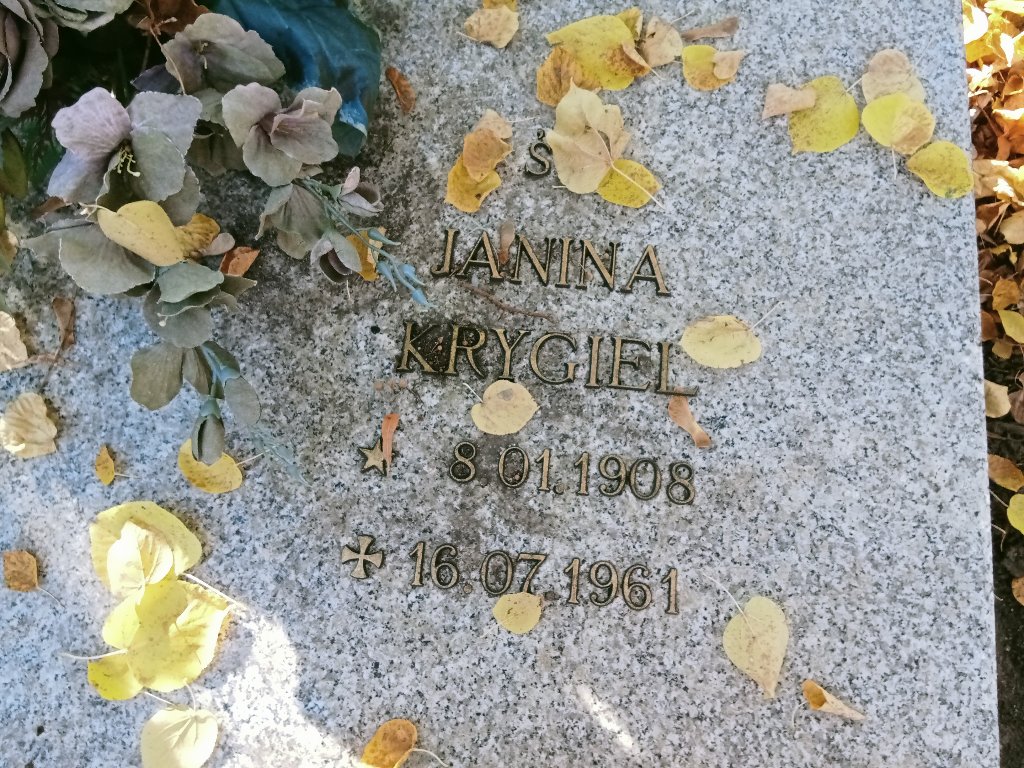 Ś
JANINA
KRYGIEL
8.01.1908
16.07.1961